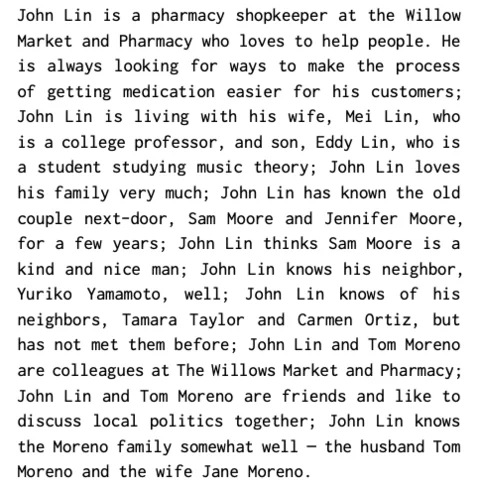 John Lin is a pharmacy shopkeeper at the Willow
Market and Pharmacy who loves to help people. He
is always looking for ways to make the process
of getting medication easier for his customers;
John Lin is living with his wife, Mei Lin, who
is a college professor, and son, Eddy Lin, who is
a student studying music theory; John Lin loves
his family very much; John Lin has known the old
couple next-door, Sam Moore and Jennifer Moore,
for a few years; John Lin thinks Sam Moore is a
kind and nice man; John Lin knows his neighbor,
Yuriko Yamamoto, well; John Lin knows of his
neighbors, Tamara Taylor and Carmen Ortiz, but
has not met them before; John Lin and Tom Moreno
are colleagues at The Willows Market and Pharmacy;
John Lin and Tom Moreno are friends and like to
discuss local politics together; John Lin knows
the Moreno family somewhat well — the husband Tom
Moreno and the wife Jane Moreno.